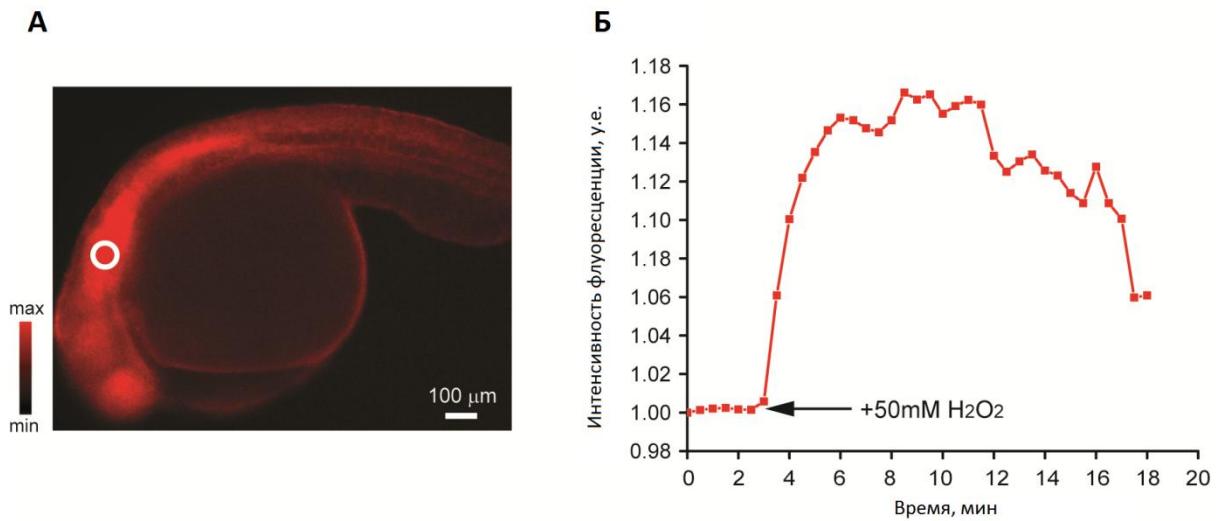 А
max
min
100 μm
Б
Интенсивность флуоресценции, у.е.
1.18
1.16
1.14
1.12
1.10
1.08
1.06
1.04
1.02
1.00
0.98
+50mM H2O2
0 2 4 6 8 10 12 14 16 18 20
Время, мин